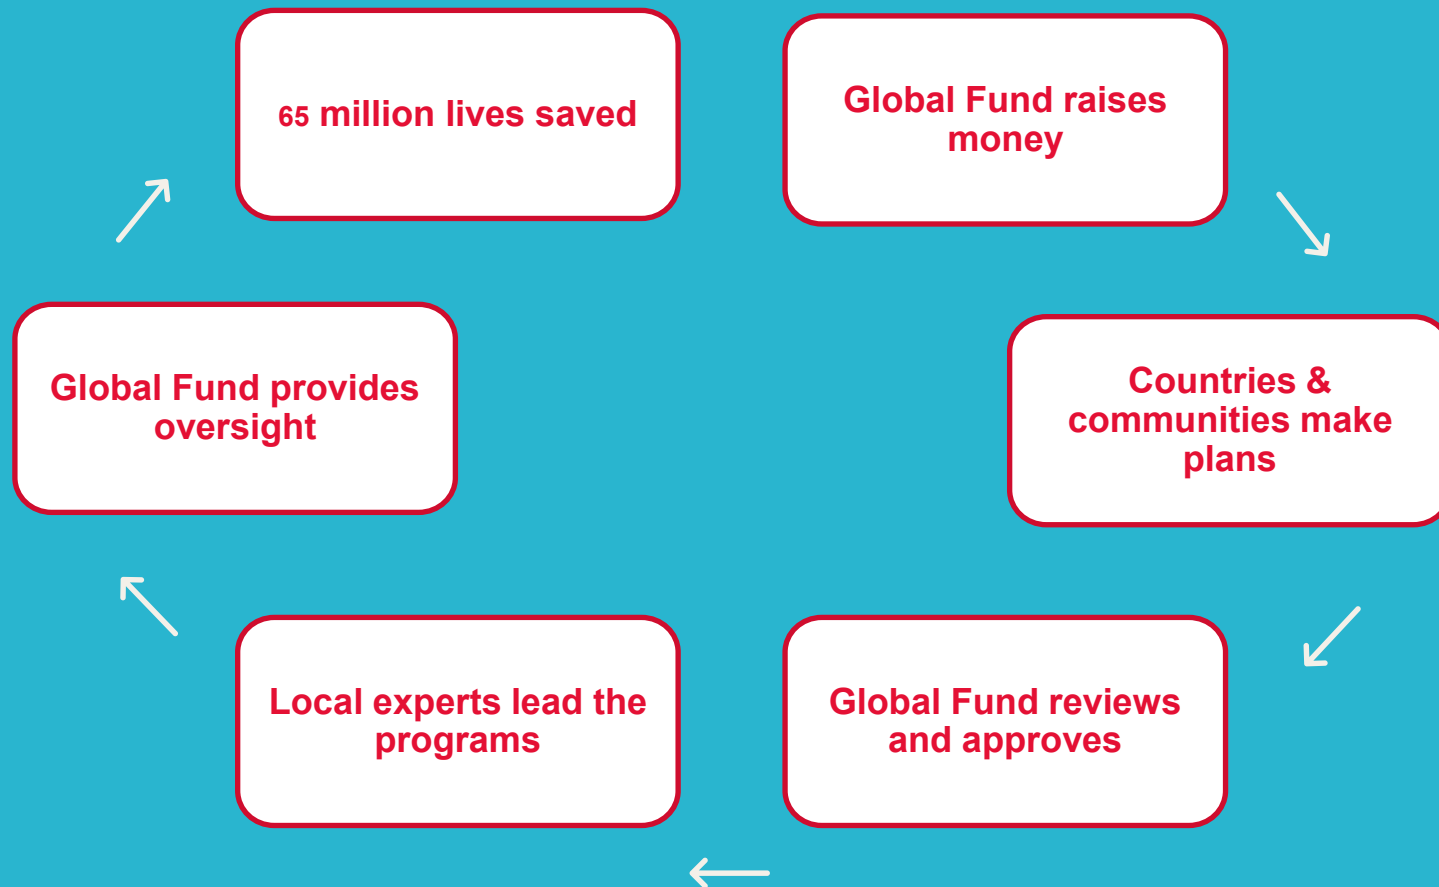 65 million lives saved
Global Fund raises
money
Global Fund provides
oversight
Countries &
communities make
plans
Local experts lead the
programs
Global Fund reviews
and approves